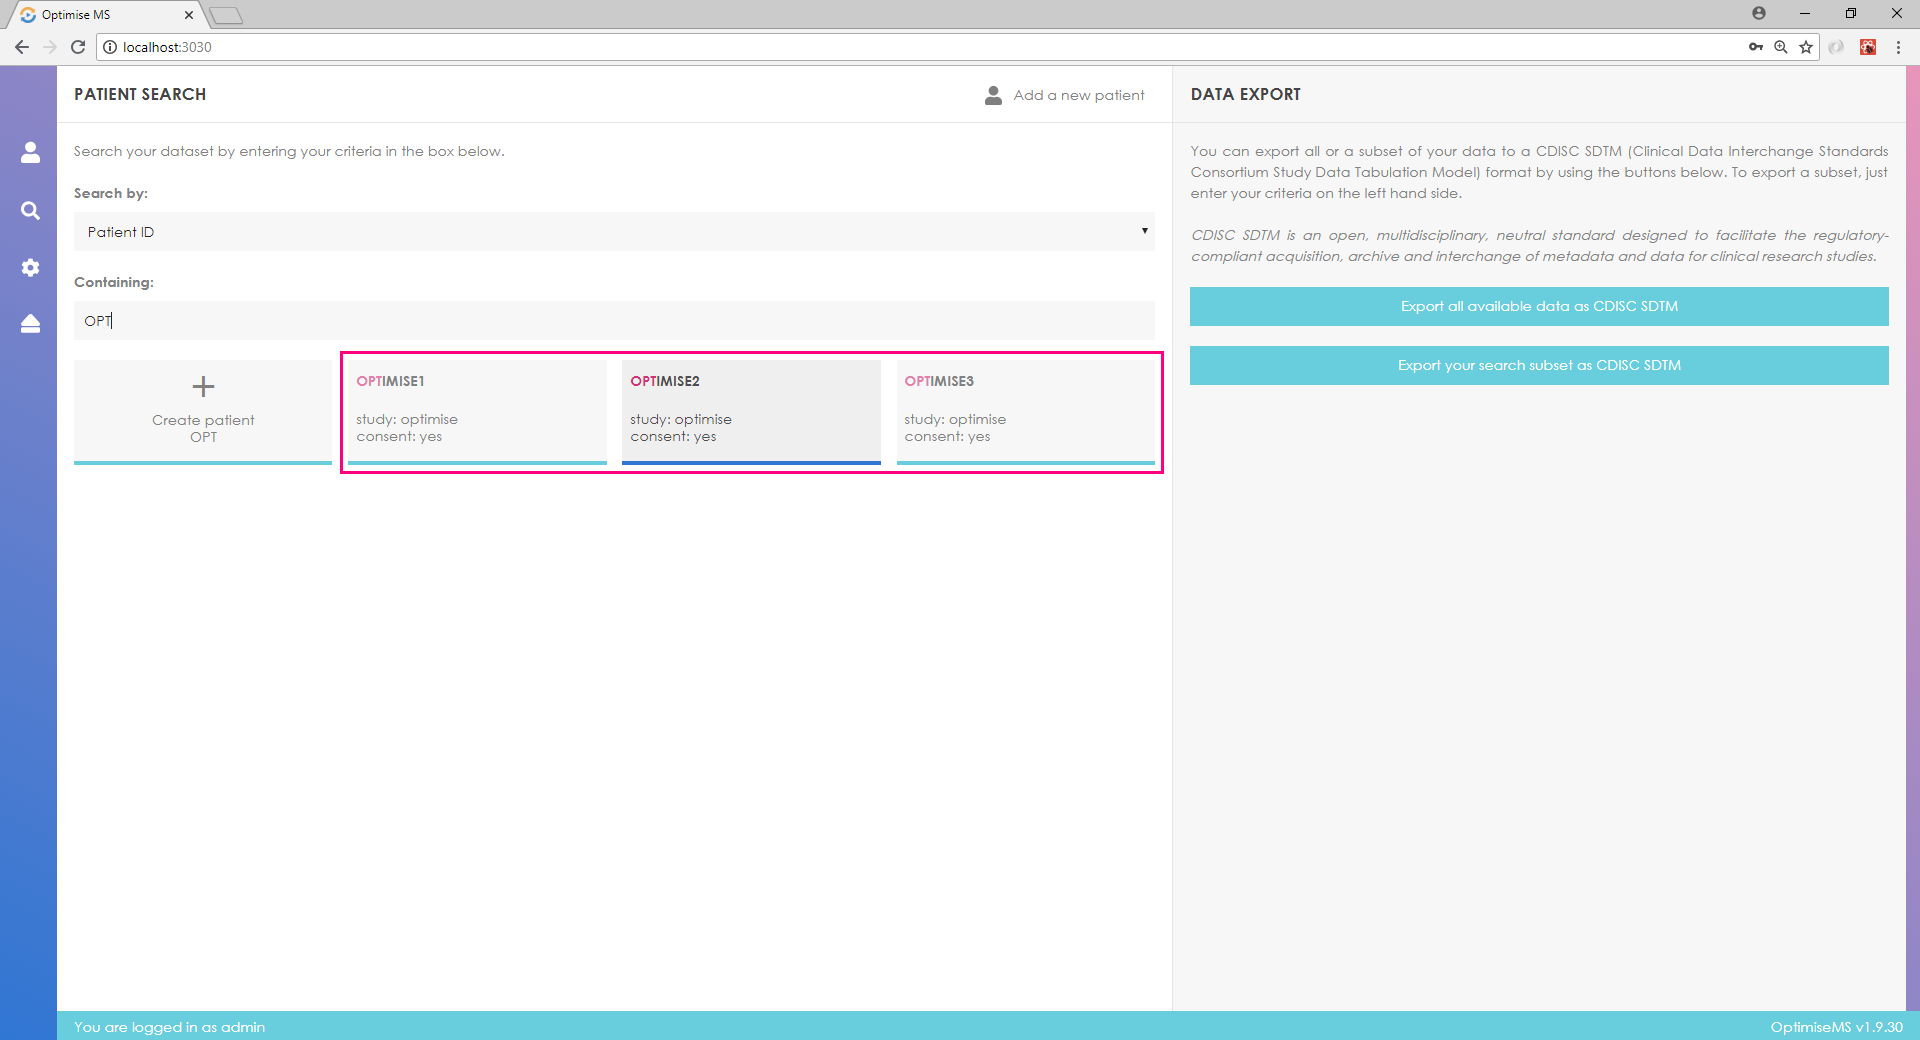 Optimise MS
localhost:3030
PATIENT SEARCH
Add a new patient
Search your dataset by entering your criteria in the box below.
Search by:
Patient ID
Containing:
OPT
Create patient
OPT
OPTIMISE1
study: optimise
consent: yes
OPTIMISE2
study: optimise
consent: yes
OPTIMISE3
study: optimise
consent: yes
DATA EXPORT
You can export all or a subset of your data to a CDISC SDTM (Clinical Data Interchange Standards
Consortium Study Data Tabulation Model) format by using the buttons below. To export a subset, just
enter your criteria on the left hand side.
CDISC SDTM is an open, multidisciplinary, neutral standard designed to facilitate the regulatory-
compliant acquisition, archive and interchange of metadata and data for clinical research studies.
Export all available data as CDISC SDTM
Export your search subset as CDISC SDTM
You are logged in as admin
OptimiseMS v1.9.30